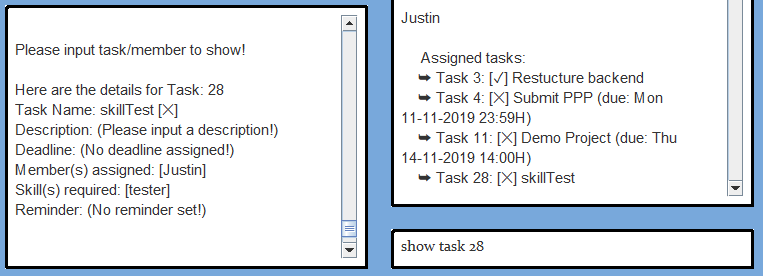 Please input task/member to show!
Here are the details for Task: 28
Task Name: skillTest [✗]
Description: (Please input a description!)
Deadline: (No deadline assigned!)
Member(s) assigned: [Justin]
Skill(s) required: [tester]
Reminder: (No reminder set!)
Justin
Assigned tasks:
➥ Task 3: [✓] Restucture backend
➥ Task 4: [✗] Submit PPP (due: Mon
11-11-2019 23:59H)
➥ Task 11: [✗] Demo Project (due: Thu
14-11-2019 14:00H)
➥ Task 28: [✗] skillTest
show task 28